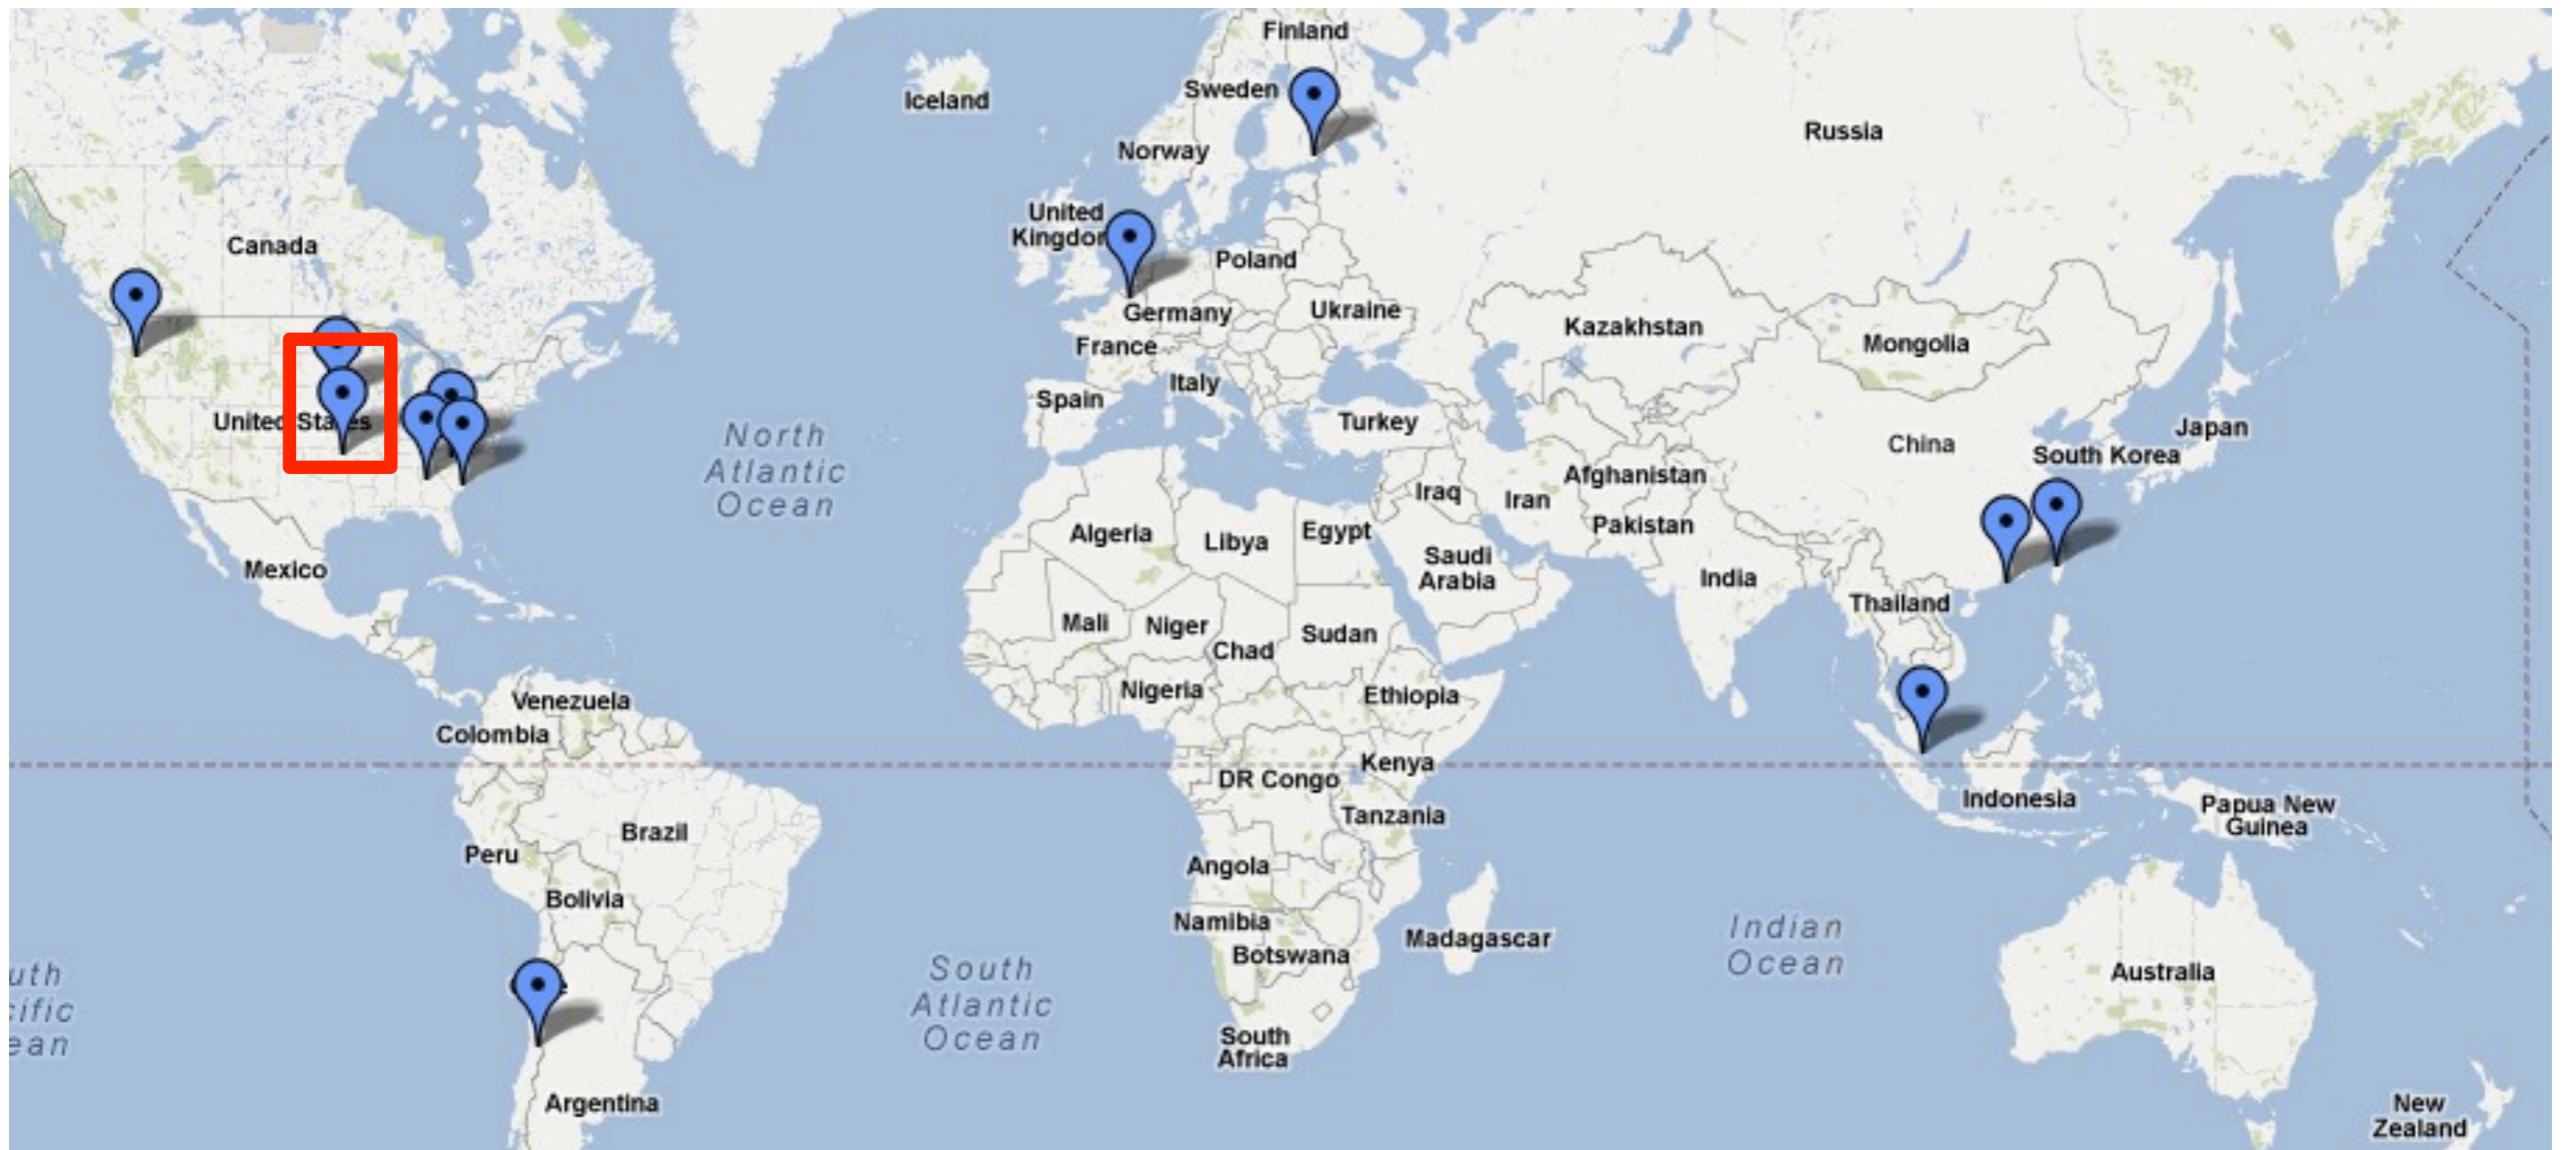 Finland
Sweden
Iceland
Russia
Norway
United
Kingdom
Canada
Poland
Germany
Ukraine
Kazakhstan
Mongolia
France
Italy
Spain
United States
Turkey
Japan
North
Atlantic
Ocean
China
South Korea
Afghanistan
Iraq
Iran
Pakistan
Algeria
Libya
Egypt
Saudi
Arabia
India
Mexico
Thailand
Mali
Niger
Sudan
Chad
Nigeria
Ethiopia
Venezuela
Colombia
Kenya
DR Congo
Indonesia
Papua New
Guinea
Tanzania
Brazil
Peru
Angola
Bolivia
Namibia
Madagascar
Botswana
Indian
Ocean
South
Atlantic
Ocean
Australia
uth
cific
ean
South
Africa
Argentina
New
Zealand